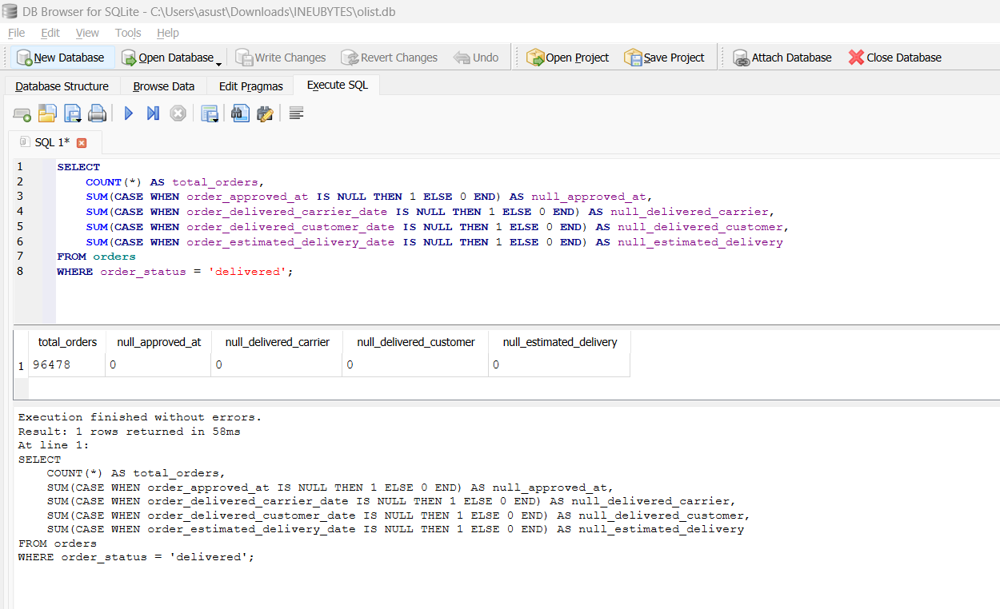 DB Browser for SQLite - C:\Users\asust\Downloads\INEUBYTES\olist.db
File Edit View Tools Help
New Database Open Database Write Changes Revert Changes Undo Open Project Save Project Attach Database Close Database
Database Structure Browse Data Edit Pragmas Execute SQL
SQL 1*
1 SELECT
2 COUNT(*) AS total_orders,
3 SUM(CASE WHEN order_approved_at IS NULL THEN 1 ELSE 0 END) AS null_approved_at,
4 SUM(CASE WHEN order_delivered_carrier_date IS NULL THEN 1 ELSE 0 END) AS null_delivered_carrier,
5 SUM(CASE WHEN order_delivered_customer_date IS NULL THEN 1 ELSE 0 END) AS null_delivered_customer,
6 SUM(CASE WHEN order_estimated_delivery_date IS NULL THEN 1 ELSE 0 END) AS null_estimated_delivery
7 FROM orders
8 WHERE order_status = 'delivered';
total_orders null_approved_at null_delivered_carrier null_delivered_customer null_estimated_delivery
1 96478 0 0 0 0
Execution finished without errors.
Result: 1 rows returned in 58ms
At line 1:
SELECT
COUNT(*) AS total_orders,
SUM(CASE WHEN order_approved_at IS NULL THEN 1 ELSE 0 END) AS null_approved_at,
SUM(CASE WHEN order_delivered_carrier_date IS NULL THEN 1 ELSE 0 END) AS null_delivered_carrier,
SUM(CASE WHEN order_delivered_customer_date IS NULL THEN 1 ELSE 0 END) AS null_delivered_customer,
SUM(CASE WHEN order_estimated_delivery_date IS NULL THEN 1 ELSE 0 END) AS null_estimated_delivery
FROM orders
WHERE order_status = 'delivered';